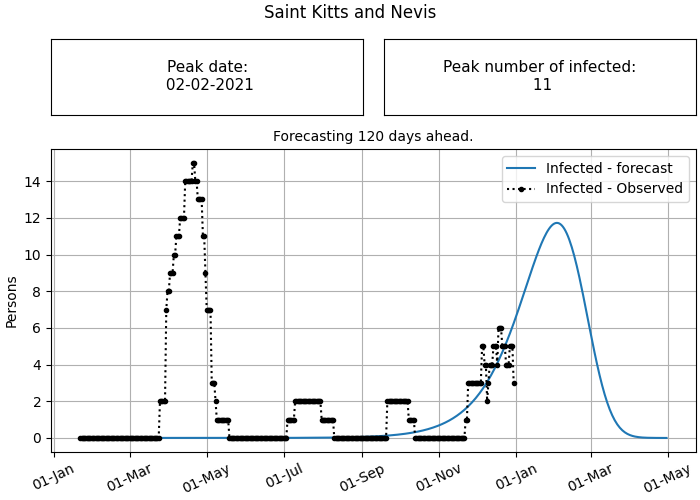 Saint Kitts and Nevis
Peak date:
02-02-2021
Peak number of infected:
11
Forecasting 120 days ahead.
Infected - forecast
Infected - Observed
Persons
14
12
10
8
6
4
2
0
01-Jan
01-Mar
01-May
01-Jul
01-Sep
01-Nov
01-Jan
01-Mar
01-May